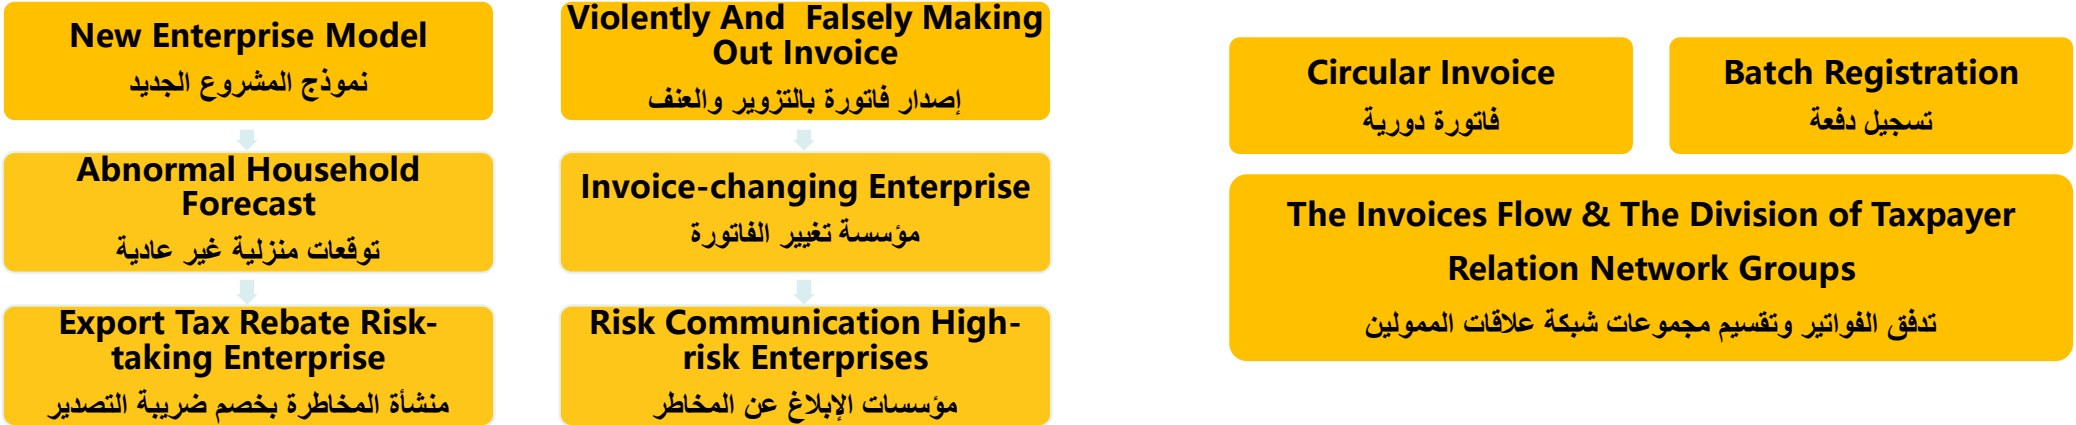 New Enterprise Model
نموذج المشروع الجديد
Abnormal Household
Forecast
توقعات منزلية غير عادية
Export Tax Rebate Risk-
taking Enterprise
منشأة المخاطرة بخصم ضريبة التصدير
Violently And  Falsely Making
Out Invoice
إصدار فاتورة بالتزوير والعنف
Invoice-changing Enterprise
مؤسسة تغيير الفاتورة
Risk Communication High-
risk Enterprises
مؤسسات الإبلاغ عن المخاطر
Circular Invoice
فاتورة دورية
Batch Registration
تسجيل دفعة
The Invoices Flow & The Division of Taxpayer
Relation Network Groups
تدفق الفواتير وتقسيم مجموعات شبكة علاقات الممولين